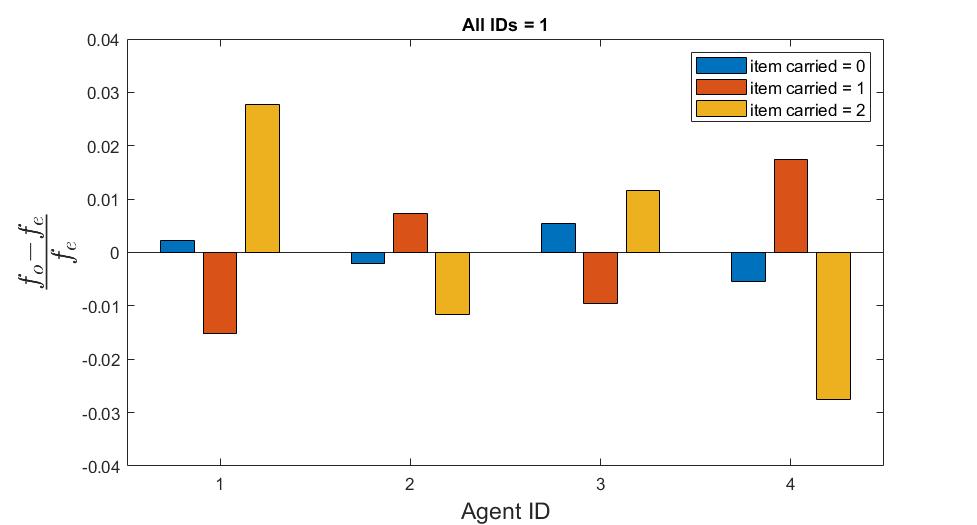 All IDs = 1
0.04
0.03
0.02
0.01
0
-0.01
-0.02
-0.03
-0.04
item carried = 0
item carried = 1
item carried = 2
f_o − f_e
f_e
1 2 3 4
Agent ID